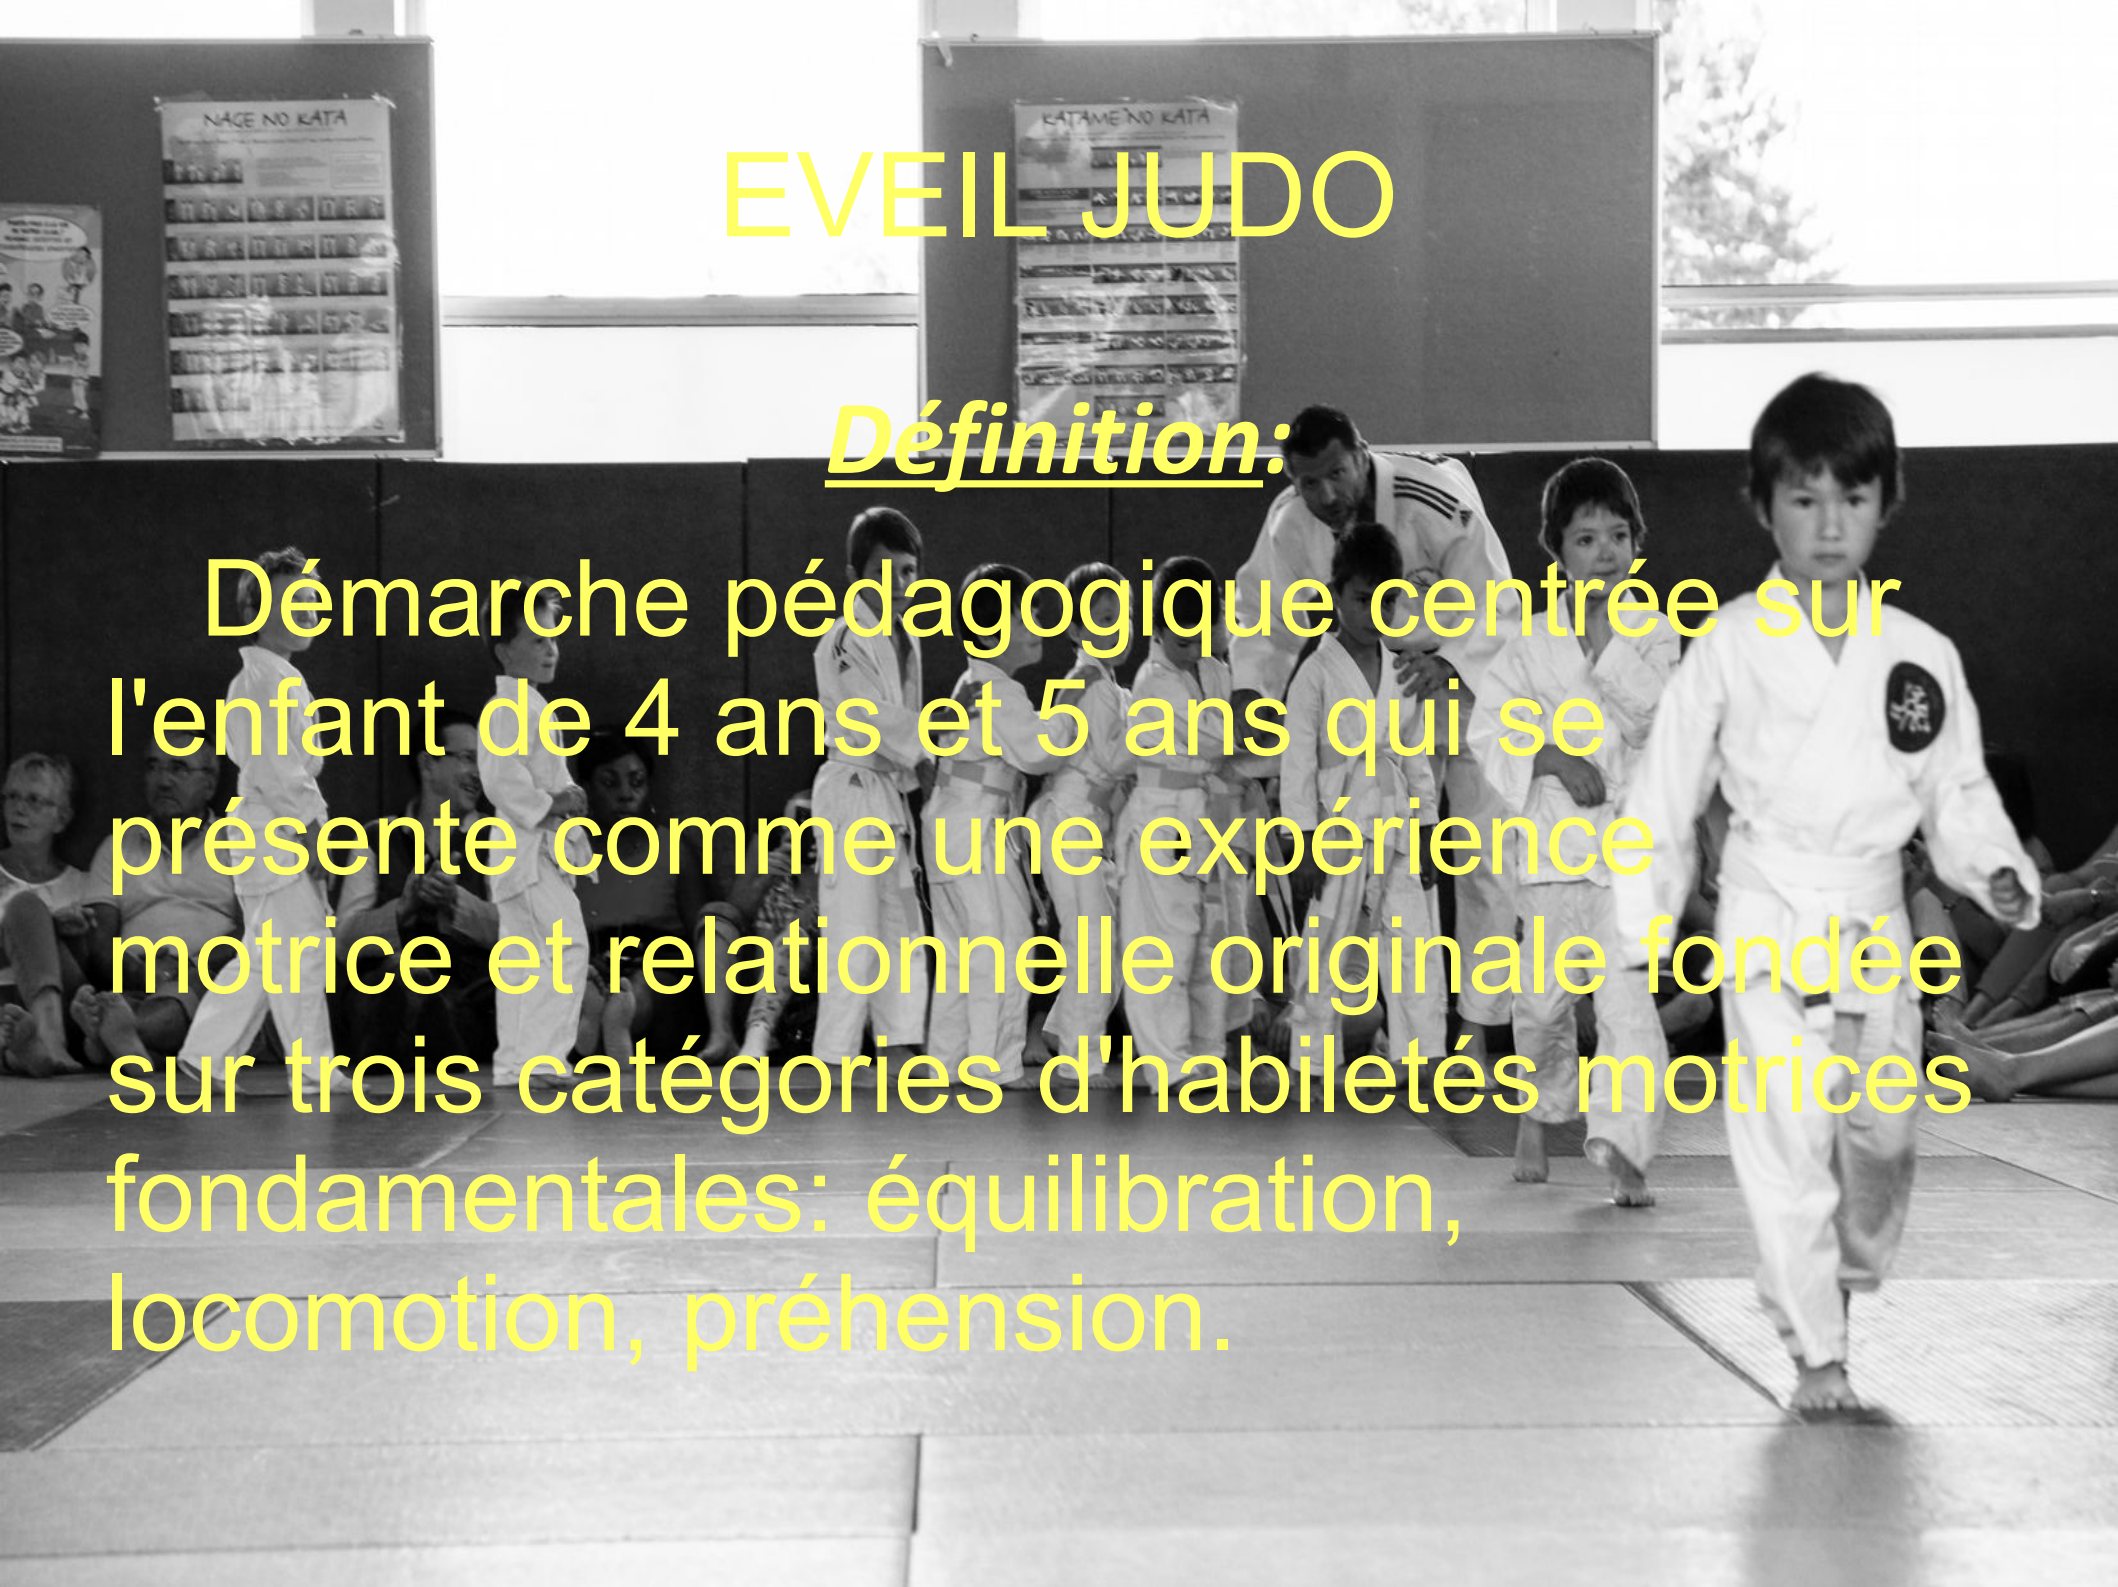 NAGE NO KATA
KATAME NO KATA
EVEIL JUDO
Définition:
Démarche pédagogique centrée sur
l'enfant de 4 ans et 5 ans qui se
présente comme une expérience
motrice et relationnelle originale fondée
sur trois catégories d'habiletés motrices
fondamentales: équilibration,
locomotion, préhension.